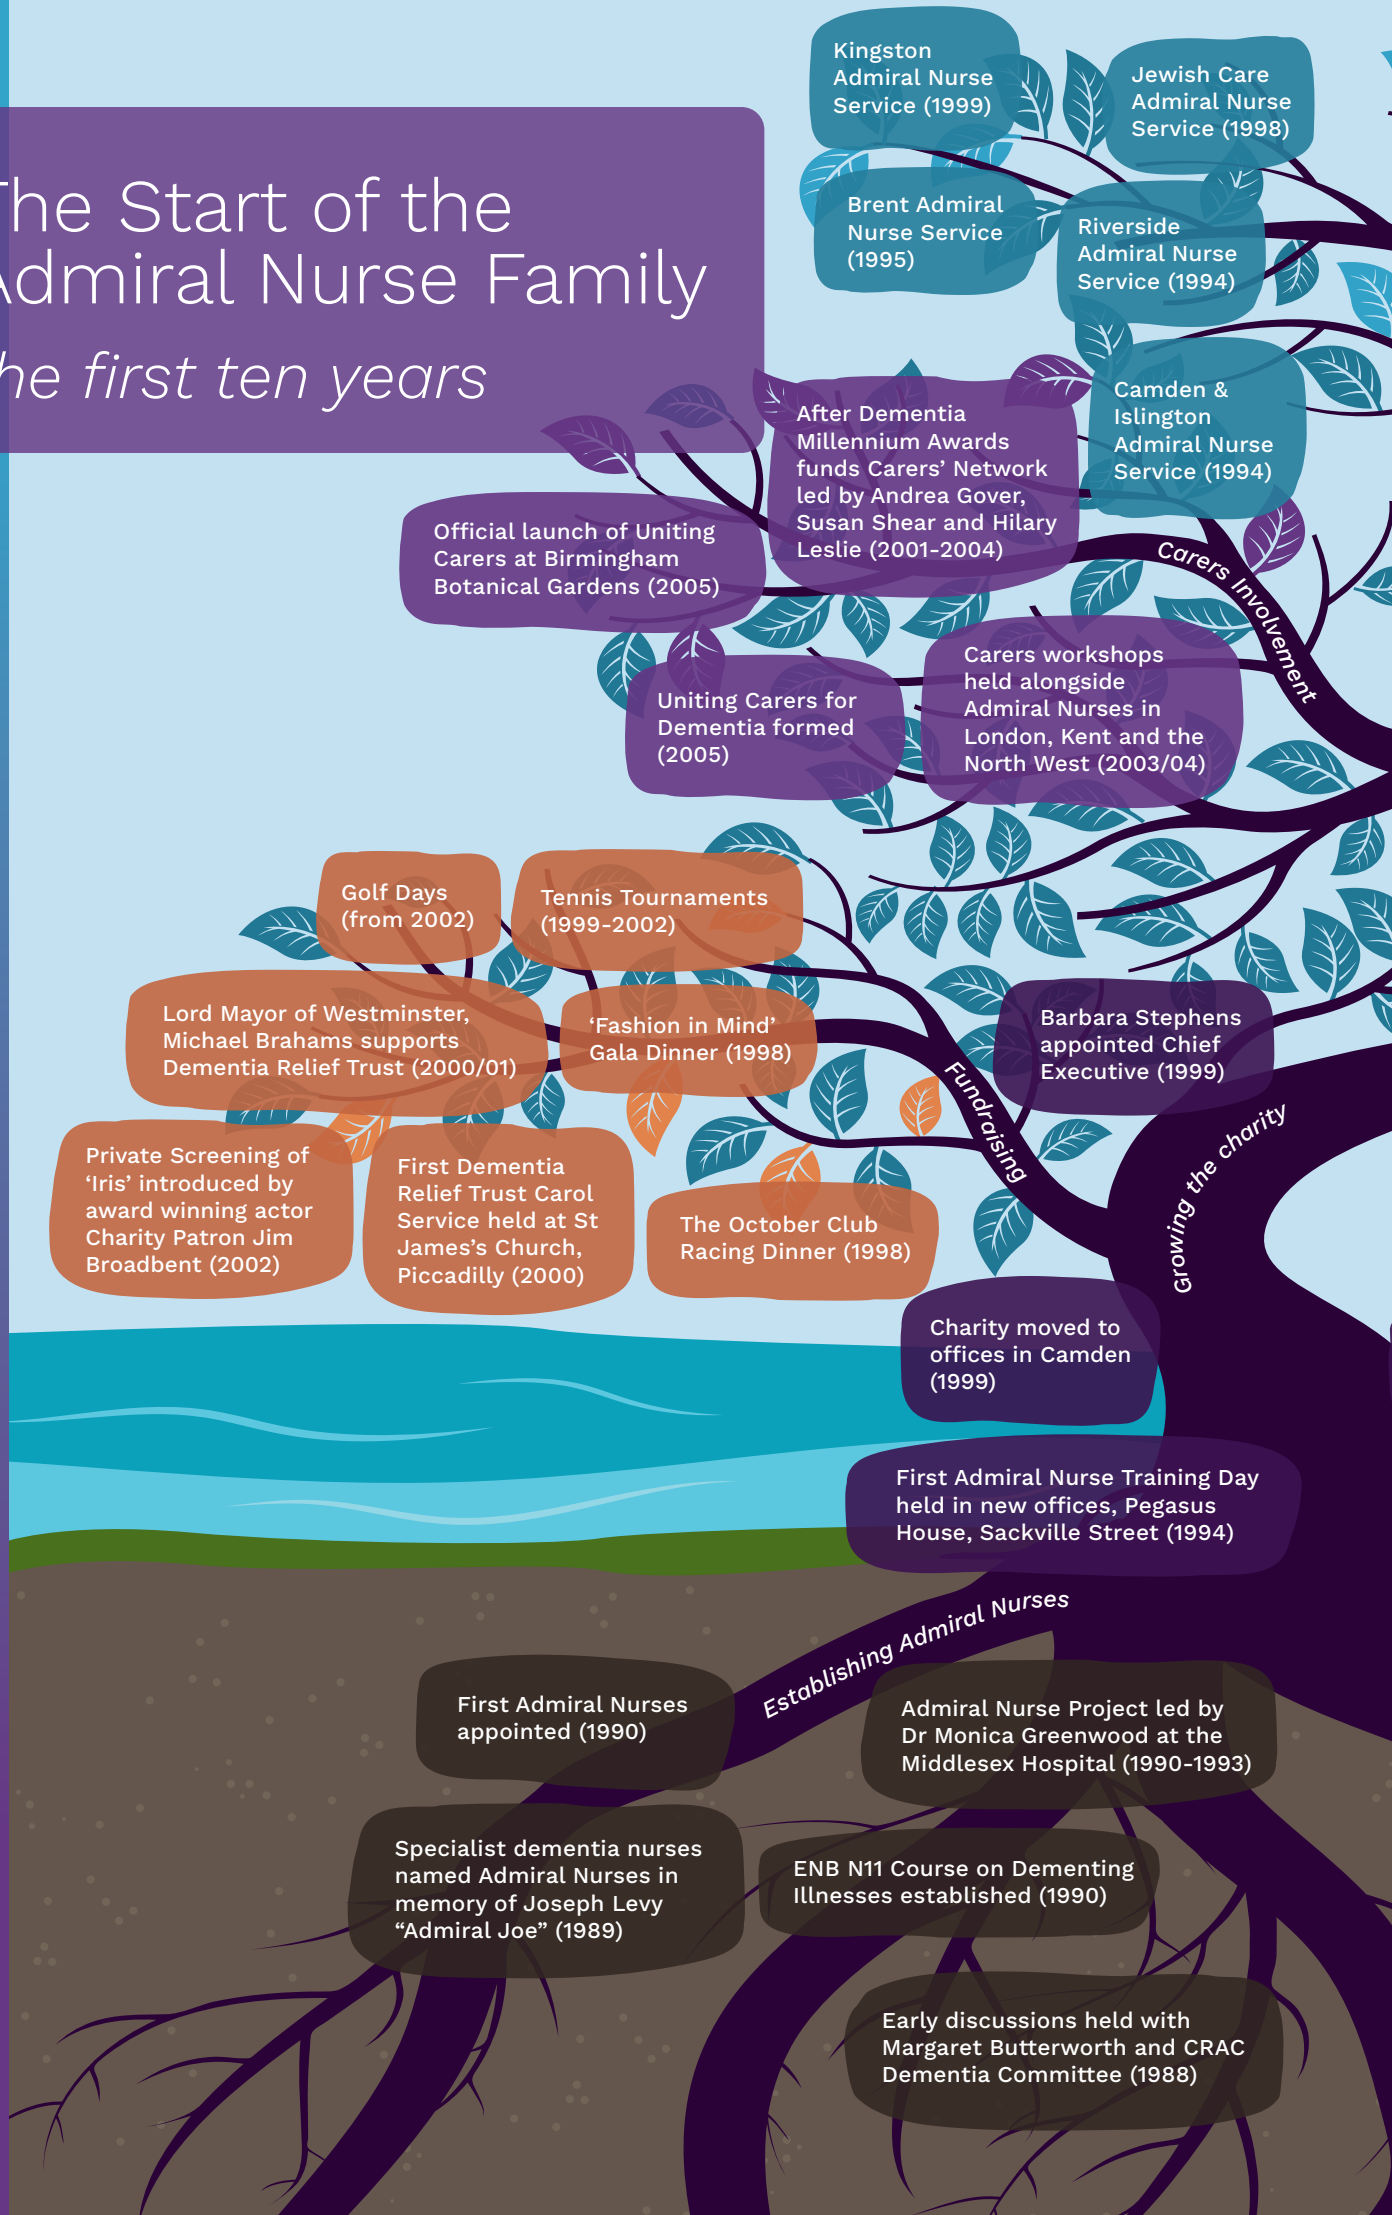 The Start of the
Admiral Nurse Family
the first ten years
Kingston
Admiral Nurse
Service (1999)
Jewish Care
Admiral Nurse
Service (1998)
Brent Admiral
Nurse Service
(1995)
Riverside
Admiral Nurse
Service (1994)
Camden &
Islington
Admiral Nurse
Service (1994)
After Dementia
Millennium Awards
funds Carers’ Network
led by Andrea Gover,
Susan Shear and Hilary
Leslie (2001-2004)
Official launch of Uniting
Carers at Birmingham
Botanical Gardens (2005)
Carers Involvement
Uniting Carers for
Dementia formed
(2005)
Carers workshops
held alongside
Admiral Nurses in
London, Kent and the
North West (2003/04)
Golf Days
(from 2002)
Tennis Tournaments
(1999-2002)
Lord Mayor of Westminster,
Michael Brahams supports
Dementia Relief Trust (2000/01)
‘Fashion in Mind’
Gala Dinner (1998)
Barbara Stephens
appointed Chief
Executive (1999)
Fundraising
Growing the charity
Private Screening of
‘Iris’ introduced by
award winning actor
Charity Patron Jim
Broadbent (2002)
First Dementia
Relief Trust Carol
Service held at St
James’s Church,
Piccadilly (2000)
The October Club
Racing Dinner (1998)
Charity moved to
offices in Camden
(1999)
First Admiral Nurse Training Day
held in new offices, Pegasus
House, Sackville Street (1994)
Establishing Admiral Nurses
First Admiral Nurses
appointed (1990)
Admiral Nurse Project led by
Dr Monica Greenwood at the
Middlesex Hospital (1990-1993)
Specialist dementia nurses
named Admiral Nurses in
memory of Joseph Levy
“Admiral Joe” (1989)
ENB N11 Course on Dementing
Illnesses established (1990)
Early discussions held with
Margaret Butterworth and CRAC
Dementia Committee (1988)